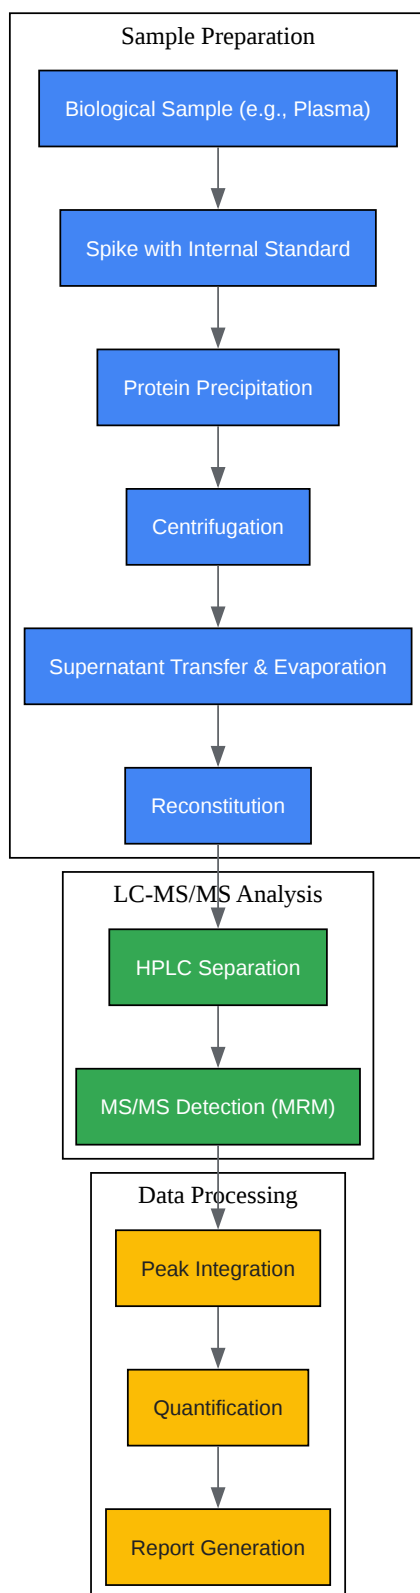 Sample Preparation
Biological Sample (e.g., Plasma)
Spike with Internal Standard
Protein Precipitation
Centrifugation
Supernatant Transfer & Evaporation
Reconstitution
LC-MS/MS Analysis
HPLC Separation
MS/MS Detection (MRM)
Data Processing
Peak Integration
Quantification
Report Generation